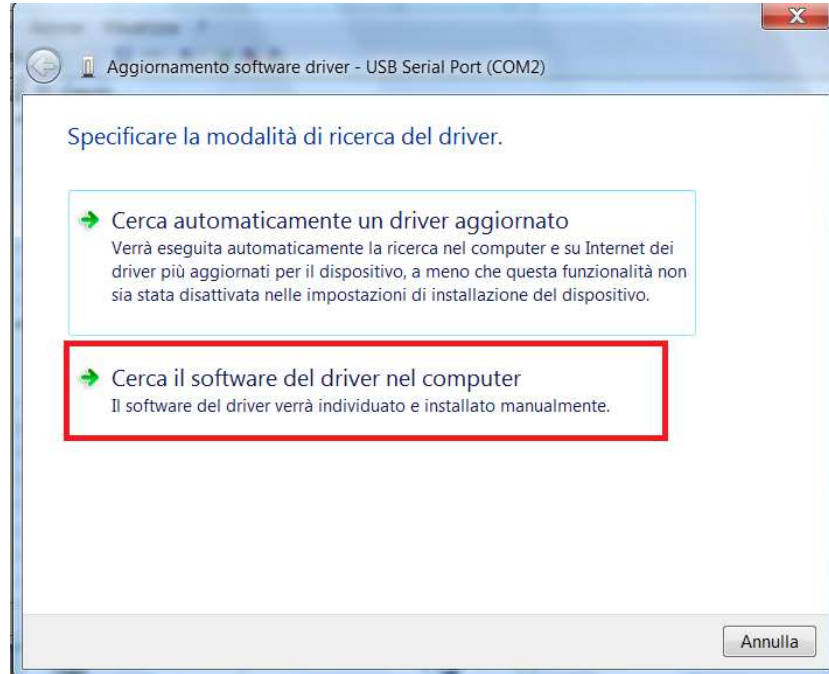 Aggiornamento software driver - USB Serial Port (COM2)
Specificare la modalità di ricerca del driver.
Cerca automaticamente un driver aggiornato
Verrà eseguita automaticamente la ricerca nel computer e su Internet dei
driver più aggiornati per il dispositivo, a meno che questa funzionalità non
sia stata disattivata nelle impostazioni di installazione del dispositivo.
Cerca il software del driver nel computer
Il software del driver verrà individuato e installato manualmente.
Annulla